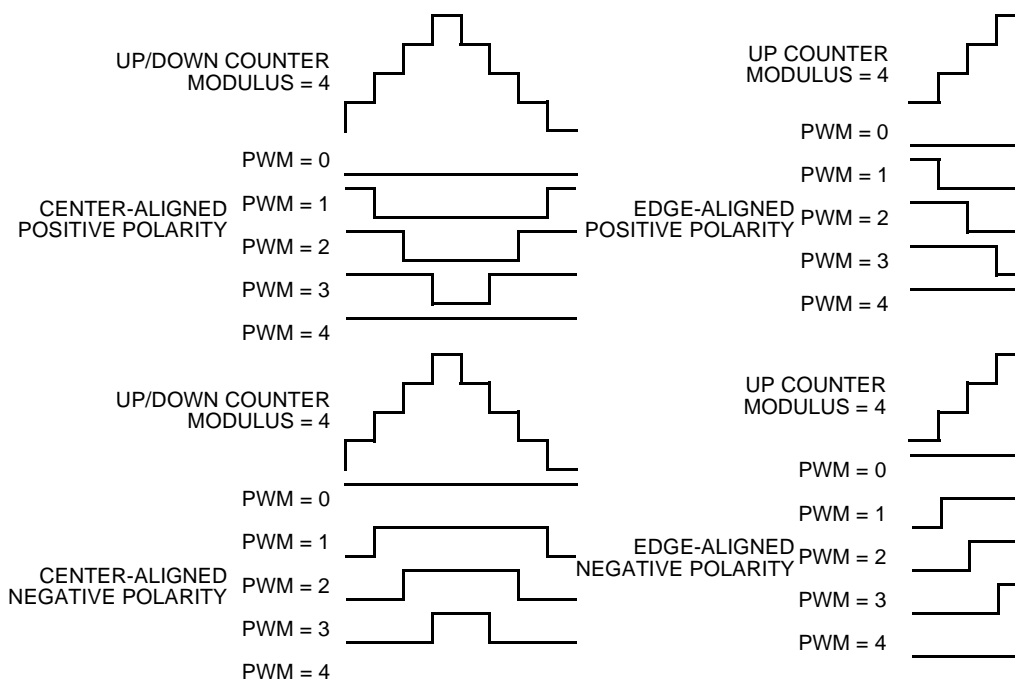 UP/DOWN COUNTER
MODULUS = 4
PWM = 0
CENTER-ALIGNED
POSITIVE POLARITY
PWM = 1
PWM = 2
PWM = 3
PWM = 4
UP COUNTER
MODULUS = 4
PWM = 0
EDGE-ALIGNED
POSITIVE POLARITY
PWM = 1
PWM = 2
PWM = 3
PWM = 4
UP/DOWN COUNTER
MODULUS = 4
PWM = 0
CENTER-ALIGNED
NEGATIVE POLARITY
PWM = 1
PWM = 2
PWM = 3
PWM = 4
UP COUNTER
MODULUS = 4
PWM = 0
EDGE-ALIGNED
NEGATIVE POLARITY
PWM = 1
PWM = 2
PWM = 3
PWM = 4